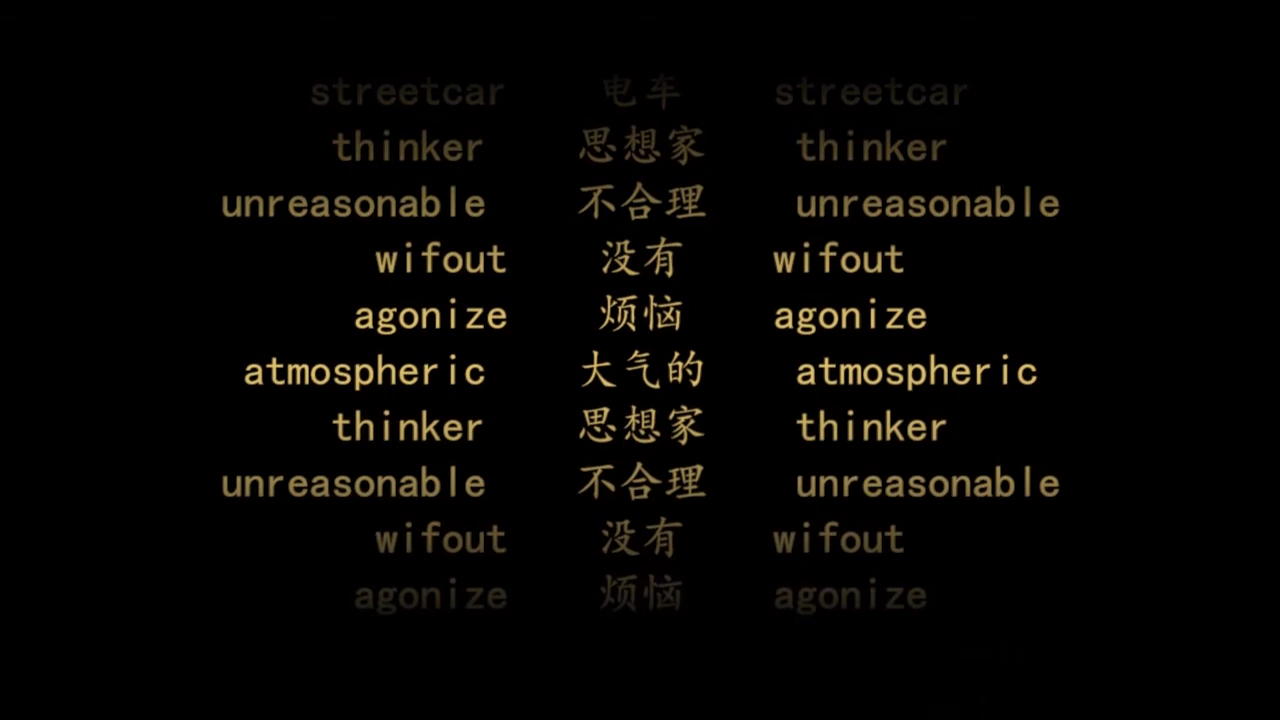 streetcar 电车 streetcar
thinker 思想家 thinker
unreasonable 不合理 unreasonable
wifout 没有 wifout
agonize 烦恼 agonize
atmospheric 大气的 atmospheric
thinker 思想家 thinker
unreasonable 不合理 unreasonable
wifout 没有 wifout
agonize 烦恼 agonize